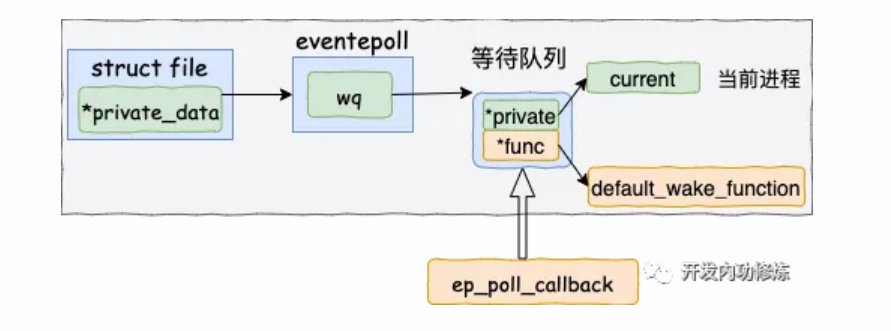 eventepoll
struct file
*private_data
wq
等待队列
*private
*func
current
当前进程
default_wake_function
ep_poll_callback
开发内功修炼